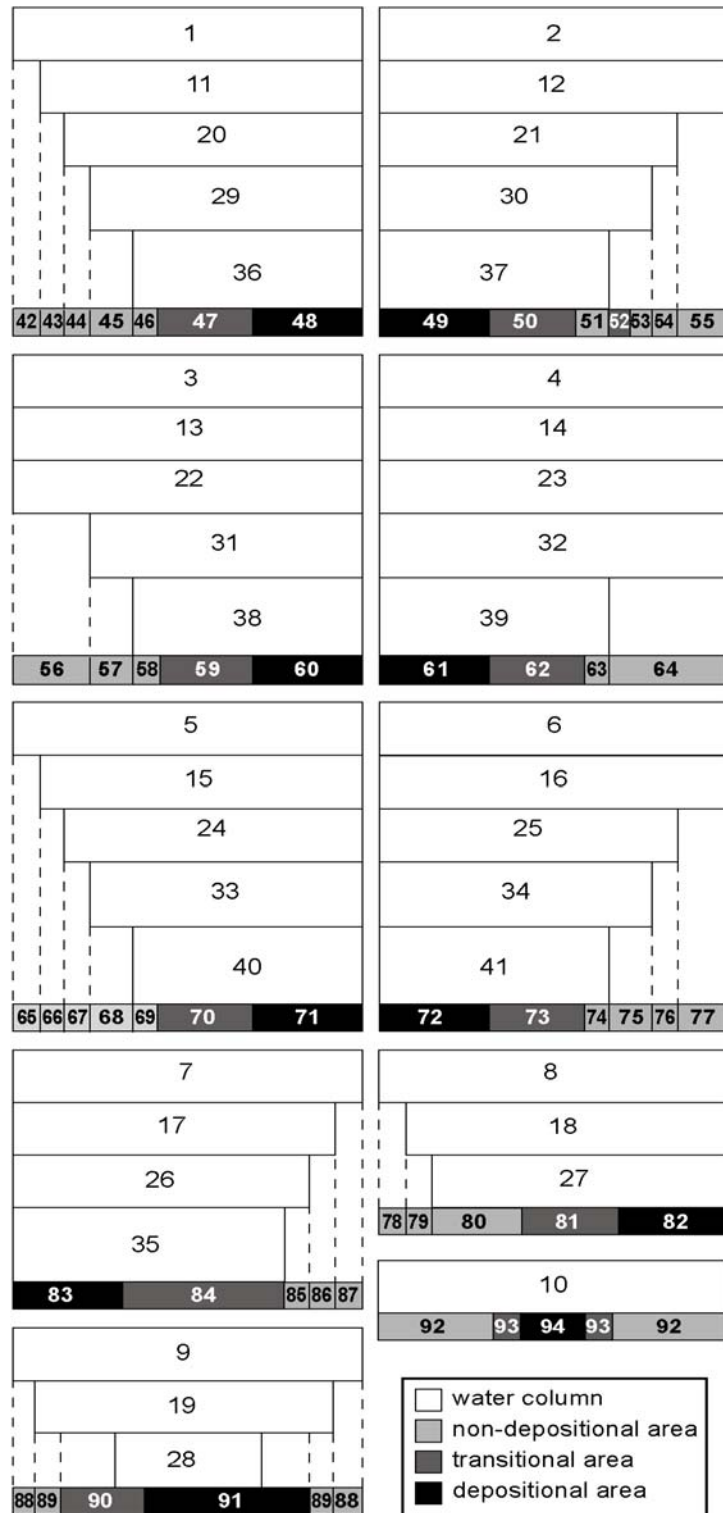 1
11
20
29
36
42 43 44 45 46 47 48
2
12
21
30
37
49 50 51 52 53 54 55
3
13
22
31
38
56 57 58 59 60
4
14
23
32
39
61 62 63 64
5
15
24
33
40
65 66 67 68 69 70 71
6
16
25
34
41
72 73 74 75 76 77
7
17
26
35
83 84 85 86 87
8
18
27
78 79 80 81 82
9
19
28
88 89 90 91 89 88
10
92 93 94 93 92
water column
non-depositional area
transitional area
depositional area